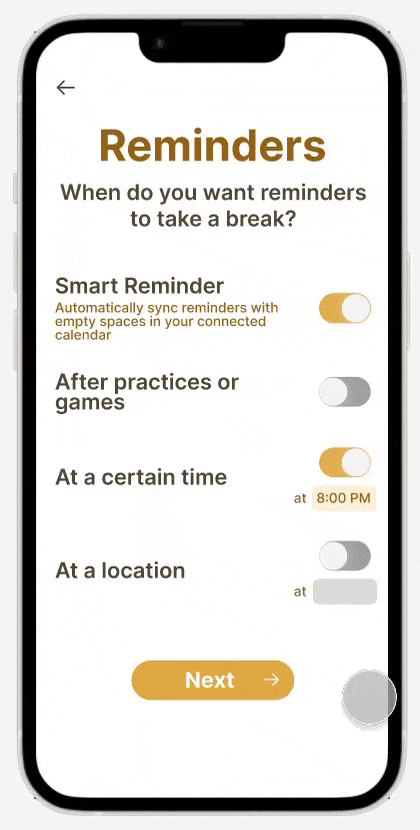 Reminders
When do you want reminders
to take a break?
Smart Reminder
Automatically sync reminders with
empty spaces in your connected
calendar
After practices or
games
At a certain time
at 8:00 PM
At a location
at
Next